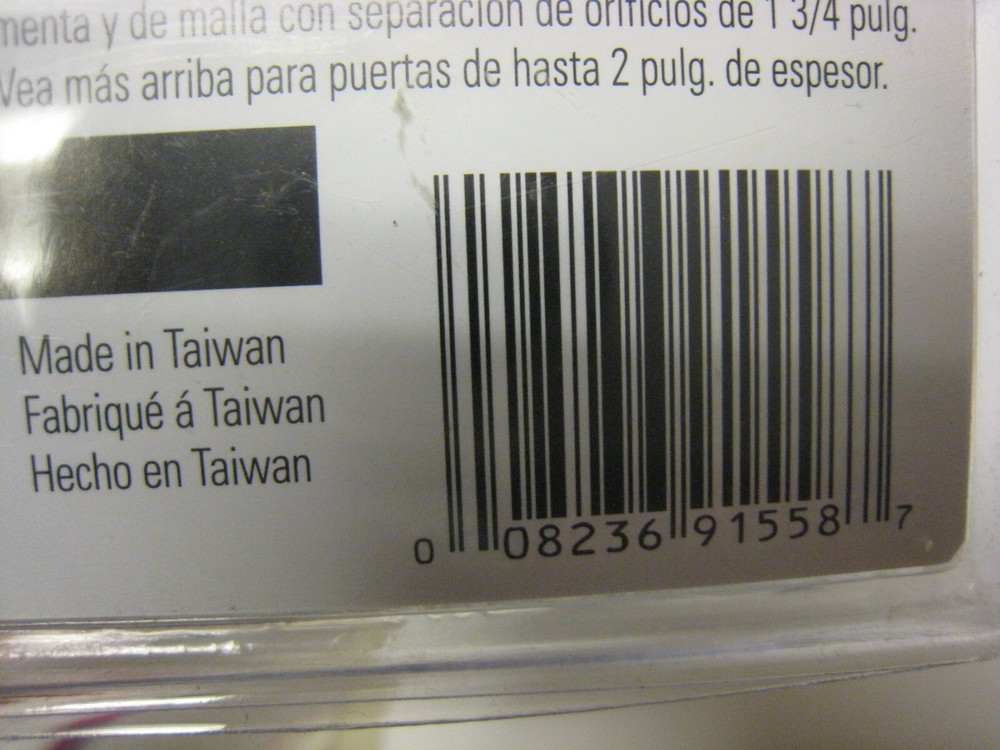 menta y de malla con separación de orificios de 1 3/4 pulg.
Vea más arriba para puertas de hasta 2 pulg. de espesor.
Made in Taiwan
Fabriqué á Taiwan
Hecho en Taiwan
0 08236 91558 7